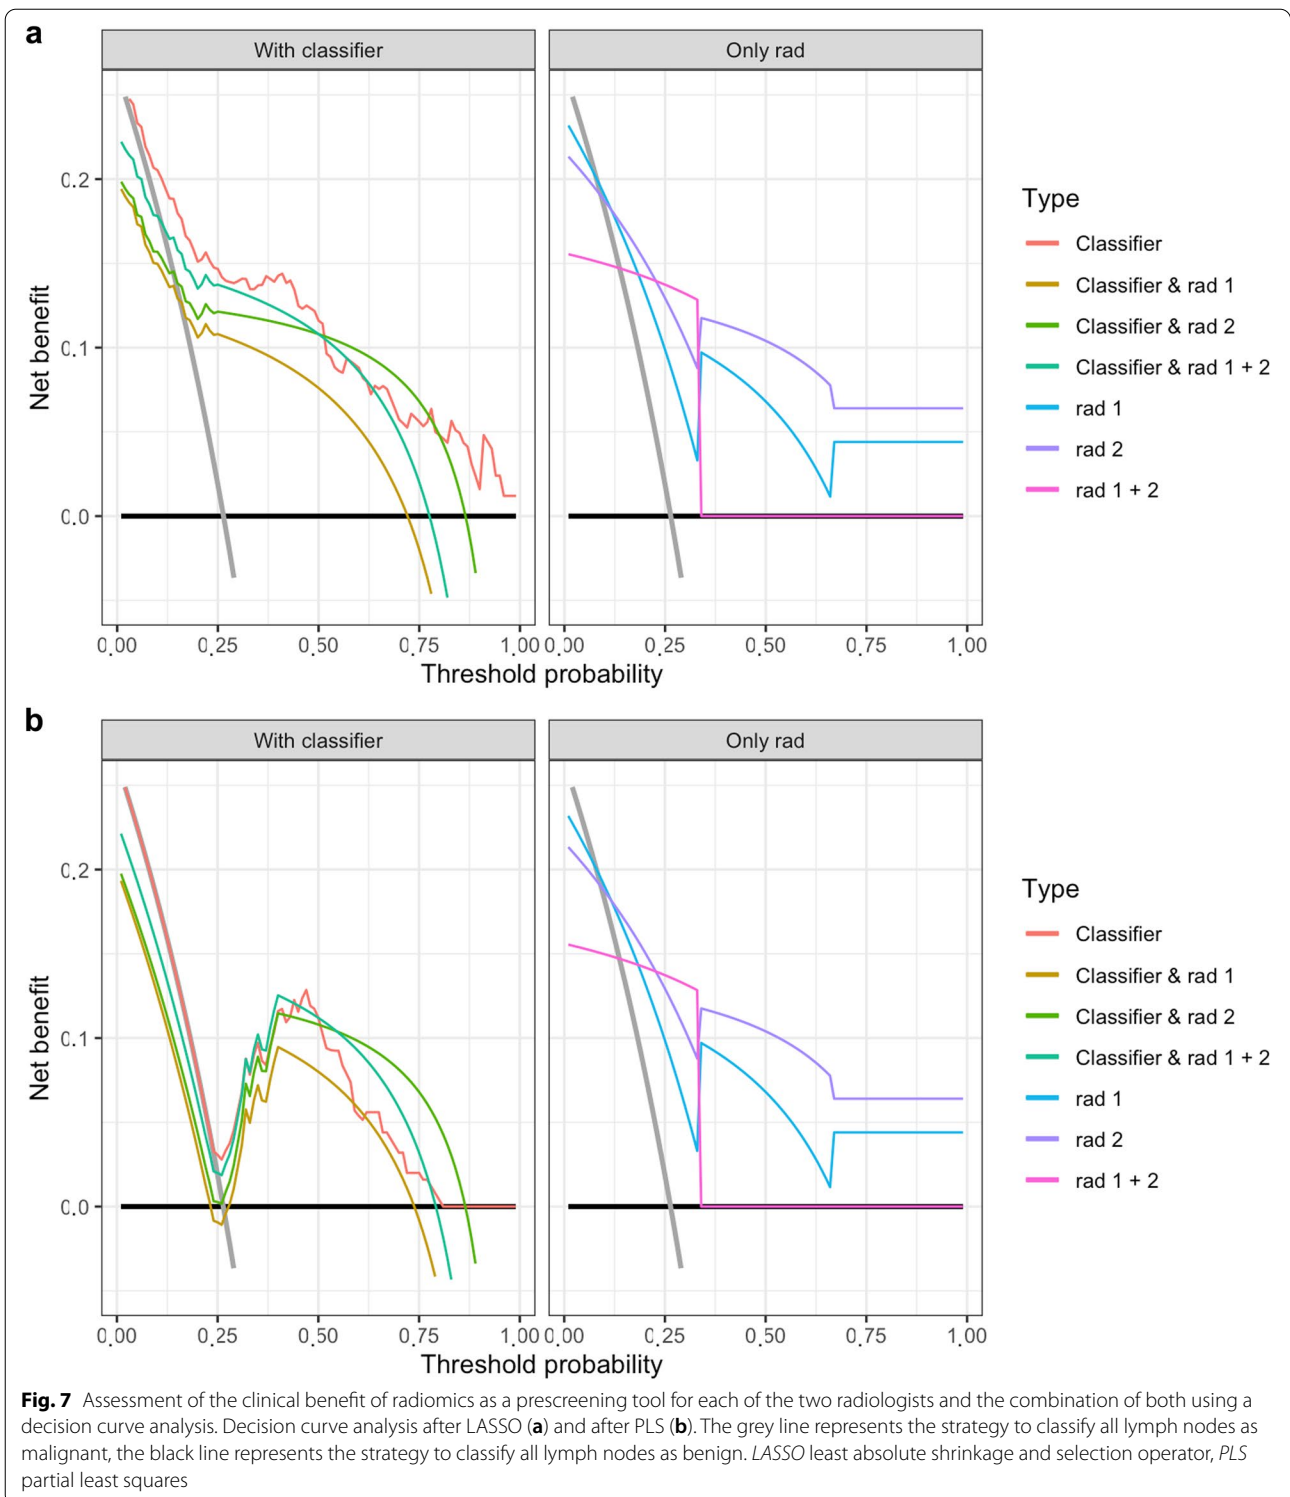 a
With classifier
Only rad
0.2
0.1
0.0
Net benefit
0.00 0.25 0.50 0.75 1.00 0.00 0.25 0.50 0.75 1.00
Threshold probability
Type
Classifier
Classifier & rad 1
Classifier & rad 2
Classifier & rad 1 + 2
rad 1
rad 2
rad 1 + 2
b
With classifier
Only rad
0.2
0.1
0.0
Net benefit
0.00 0.25 0.50 0.75 1.00 0.00 0.25 0.50 0.75 1.00
Threshold probability
Type
Classifier
Classifier & rad 1
Classifier & rad 2
Classifier & rad 1 + 2
rad 1
rad 2
rad 1 + 2
Fig. 7 Assessment of the clinical benefit of radiomics as a prescreening tool for each of the two radiologists and the combination of both using a
decision curve analysis. Decision curve analysis after LASSO (a) and after PLS (b). The grey line represents the strategy to classify all lymph nodes as
malignant, the black line represents the strategy to classify all lymph nodes as benign. LASSO least absolute shrinkage and selection operator, PLS
partial least squares